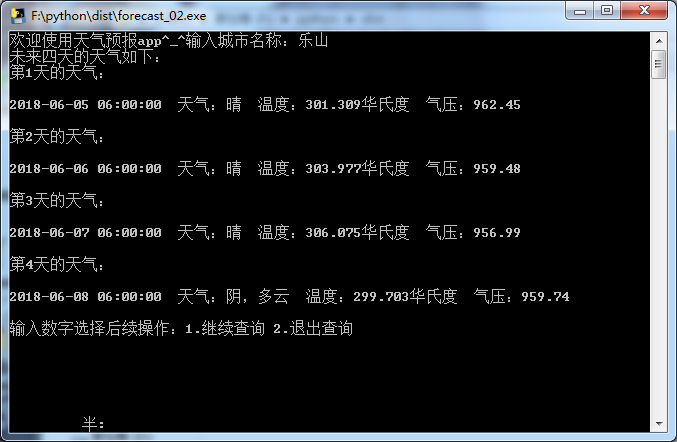 F:\python\dist\forecast_02.exe
欢迎使用天气预报app^_^输入城市名称：乐山
未来四天的天气如下：
第1天的天气：
2018-06-05 06:00:00 天气：晴 温度：301.309华氏度 气压：962.45
第2天的天气：
2018-06-06 06:00:00 天气：晴 温度：303.977华氏度 气压：959.48
第3天的天气：
2018-06-07 06:00:00 天气：晴 温度：306.075华氏度 气压：956.99
第4天的天气：
2018-06-08 06:00:00 天气：阴，多云 温度：299.703华氏度 气压：959.74
输入数字选择后续操作：1.继续查询 2.退出查询
半：